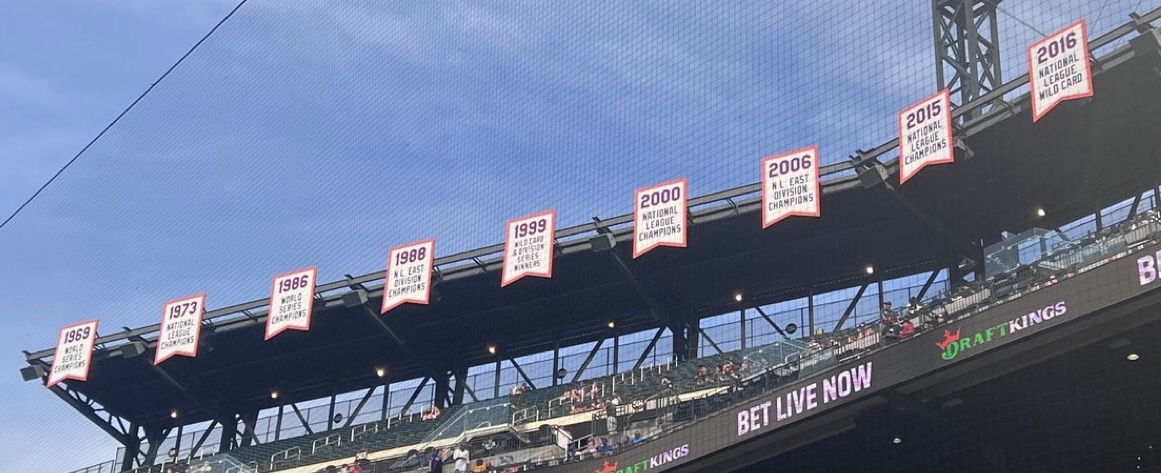 1969
WORLD
SERIES
CHAMPIONS
1973
NATIONAL
LEAGUE
CHAMPIONS
1986
WORLD
SERIES
CHAMPIONS
1988
N.L. EAST
DIVISION
CHAMPIONS
1999
WILD CARD
& DIVISION
SERIES
WINNERS
2000
NATIONAL
LEAGUE
CHAMPIONS
2006
N.L. EAST
DIVISION
CHAMPIONS
2015
NATIONAL
LEAGUE
CHAMPIONS
2016
NATIONAL
LEAGUE
WILD CARD
DRAFTKINGS
BET LIVE NOW
DRAFTKINGS